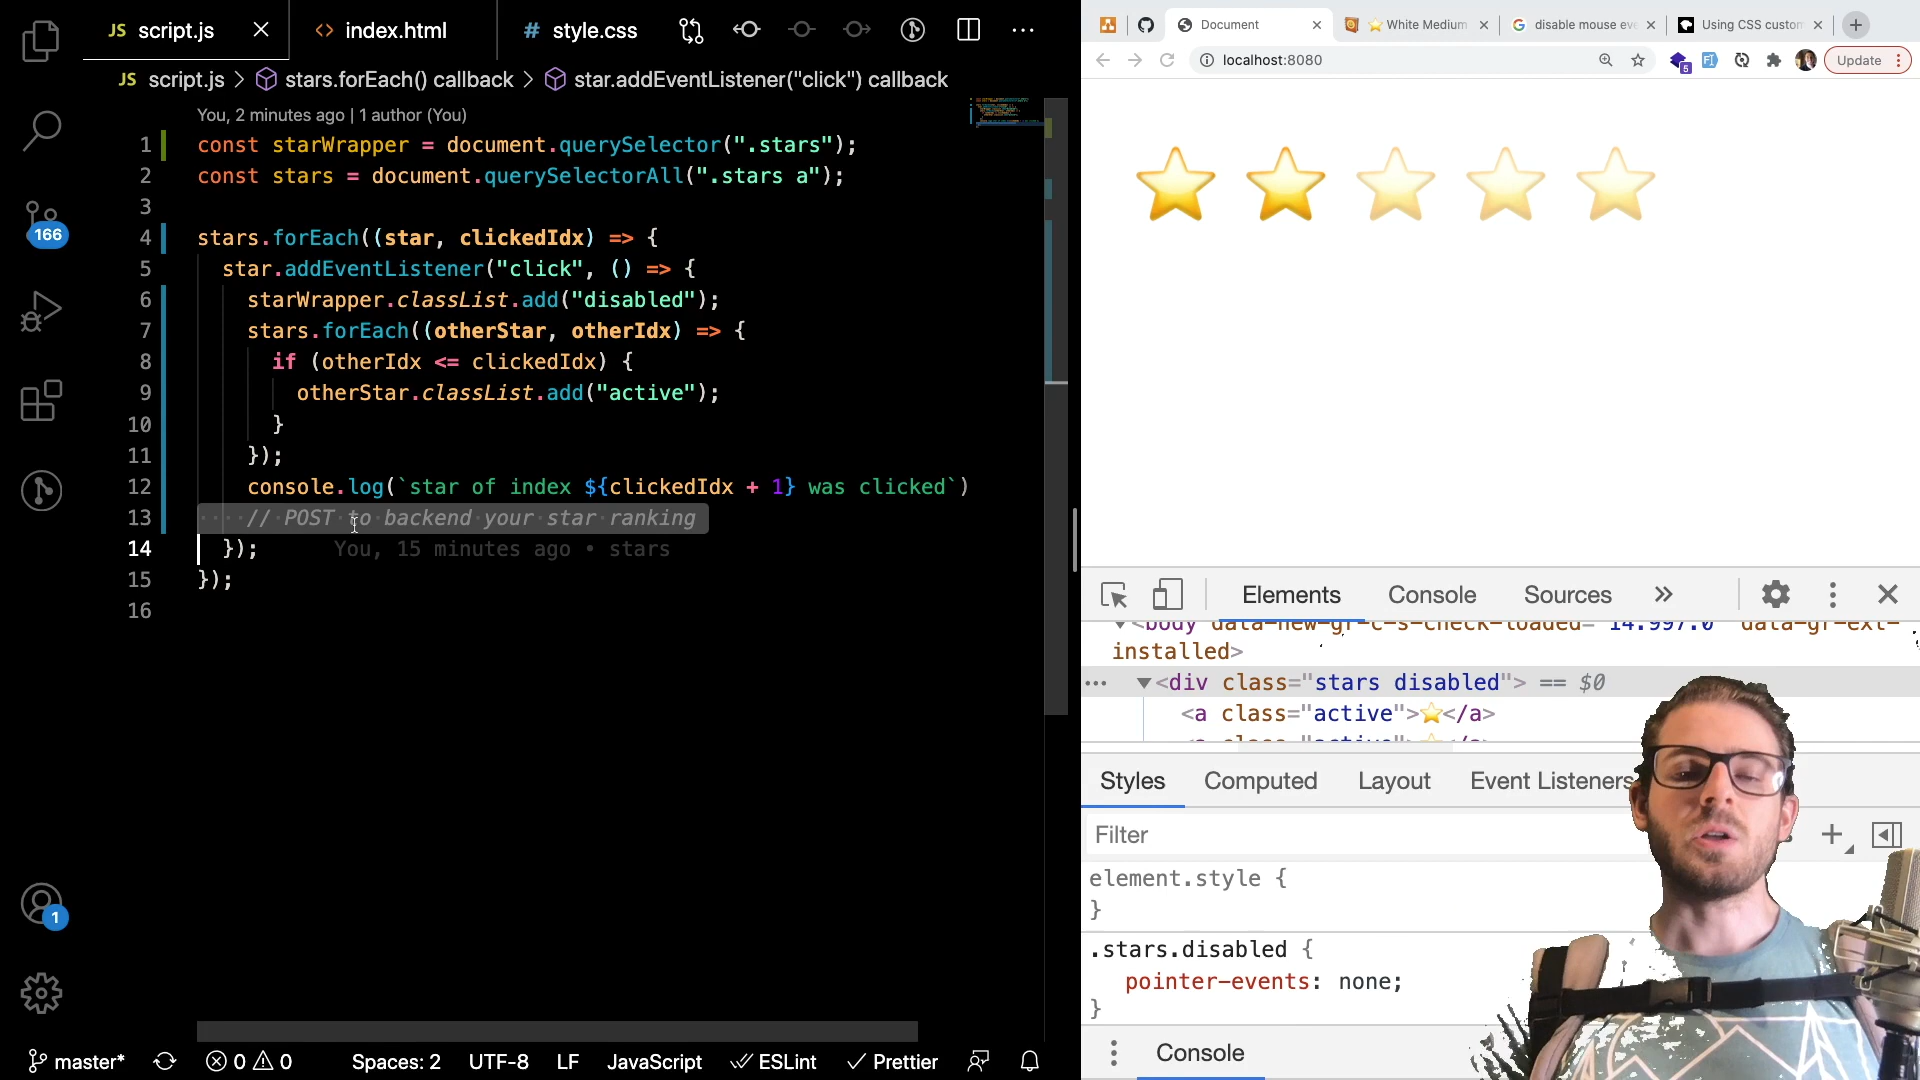 JS script.js
<> index.html
# style.css
JS script.js > stars.forEach() callback > star.addEventListener("click") callback
You, 2 minutes ago | 1 author (You)
1 const starWrapper = document.querySelector(".stars");
2 const stars = document.querySelectorAll(".stars a");
3
4 stars.forEach((star, clickedIdx) => {
5 star.addEventListener("click", () => {
6 starWrapper.classList.add("disabled");
7 stars.forEach((otherStar, otherIdx) => {
8 if (otherIdx <= clickedIdx) {
9 otherStar.classList.add("active");
10 }
11 });
12 console.log(`star of index ${clickedIdx + 1} was clicked`)
13 // POST to backend your star ranking
14 }); You, 15 minutes ago • stars
15 });
16
166
1
master*
0 0
Spaces: 2
UTF-8
LF
JavaScript
ESLint
Prettier
Document
White Medium
disable mouse eve
Using CSS custom
localhost:8080
5
Update
Elements
Console
Sources
<body data-new-gr-c-s-check-loaded="14.997.0" data-gr-ext-
installed>
<div class="stars disabled"> == $0
<a class="active">⭐</a>
Styles
Computed
Layout
Event Listeners
Filter
element.style {
}
.stars.disabled {
pointer-events: none;
}
Console